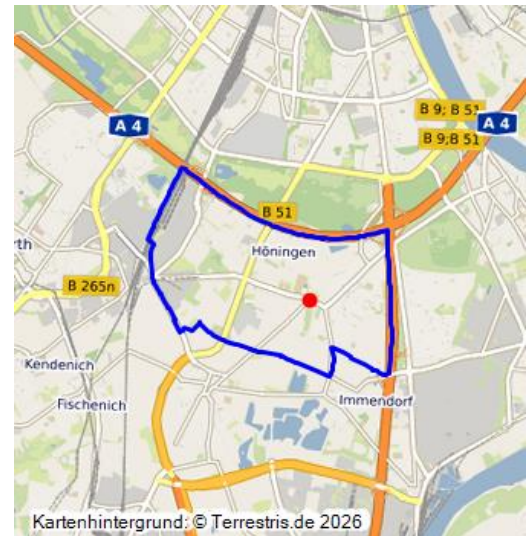 B 9; B 51
A 4
A 4
B 9;B 51
B 51
Höningen
rth
B 265n
Kendenich
Immendorf
Fischenich
Kartenhintergrund: © Terrestris.de 2026